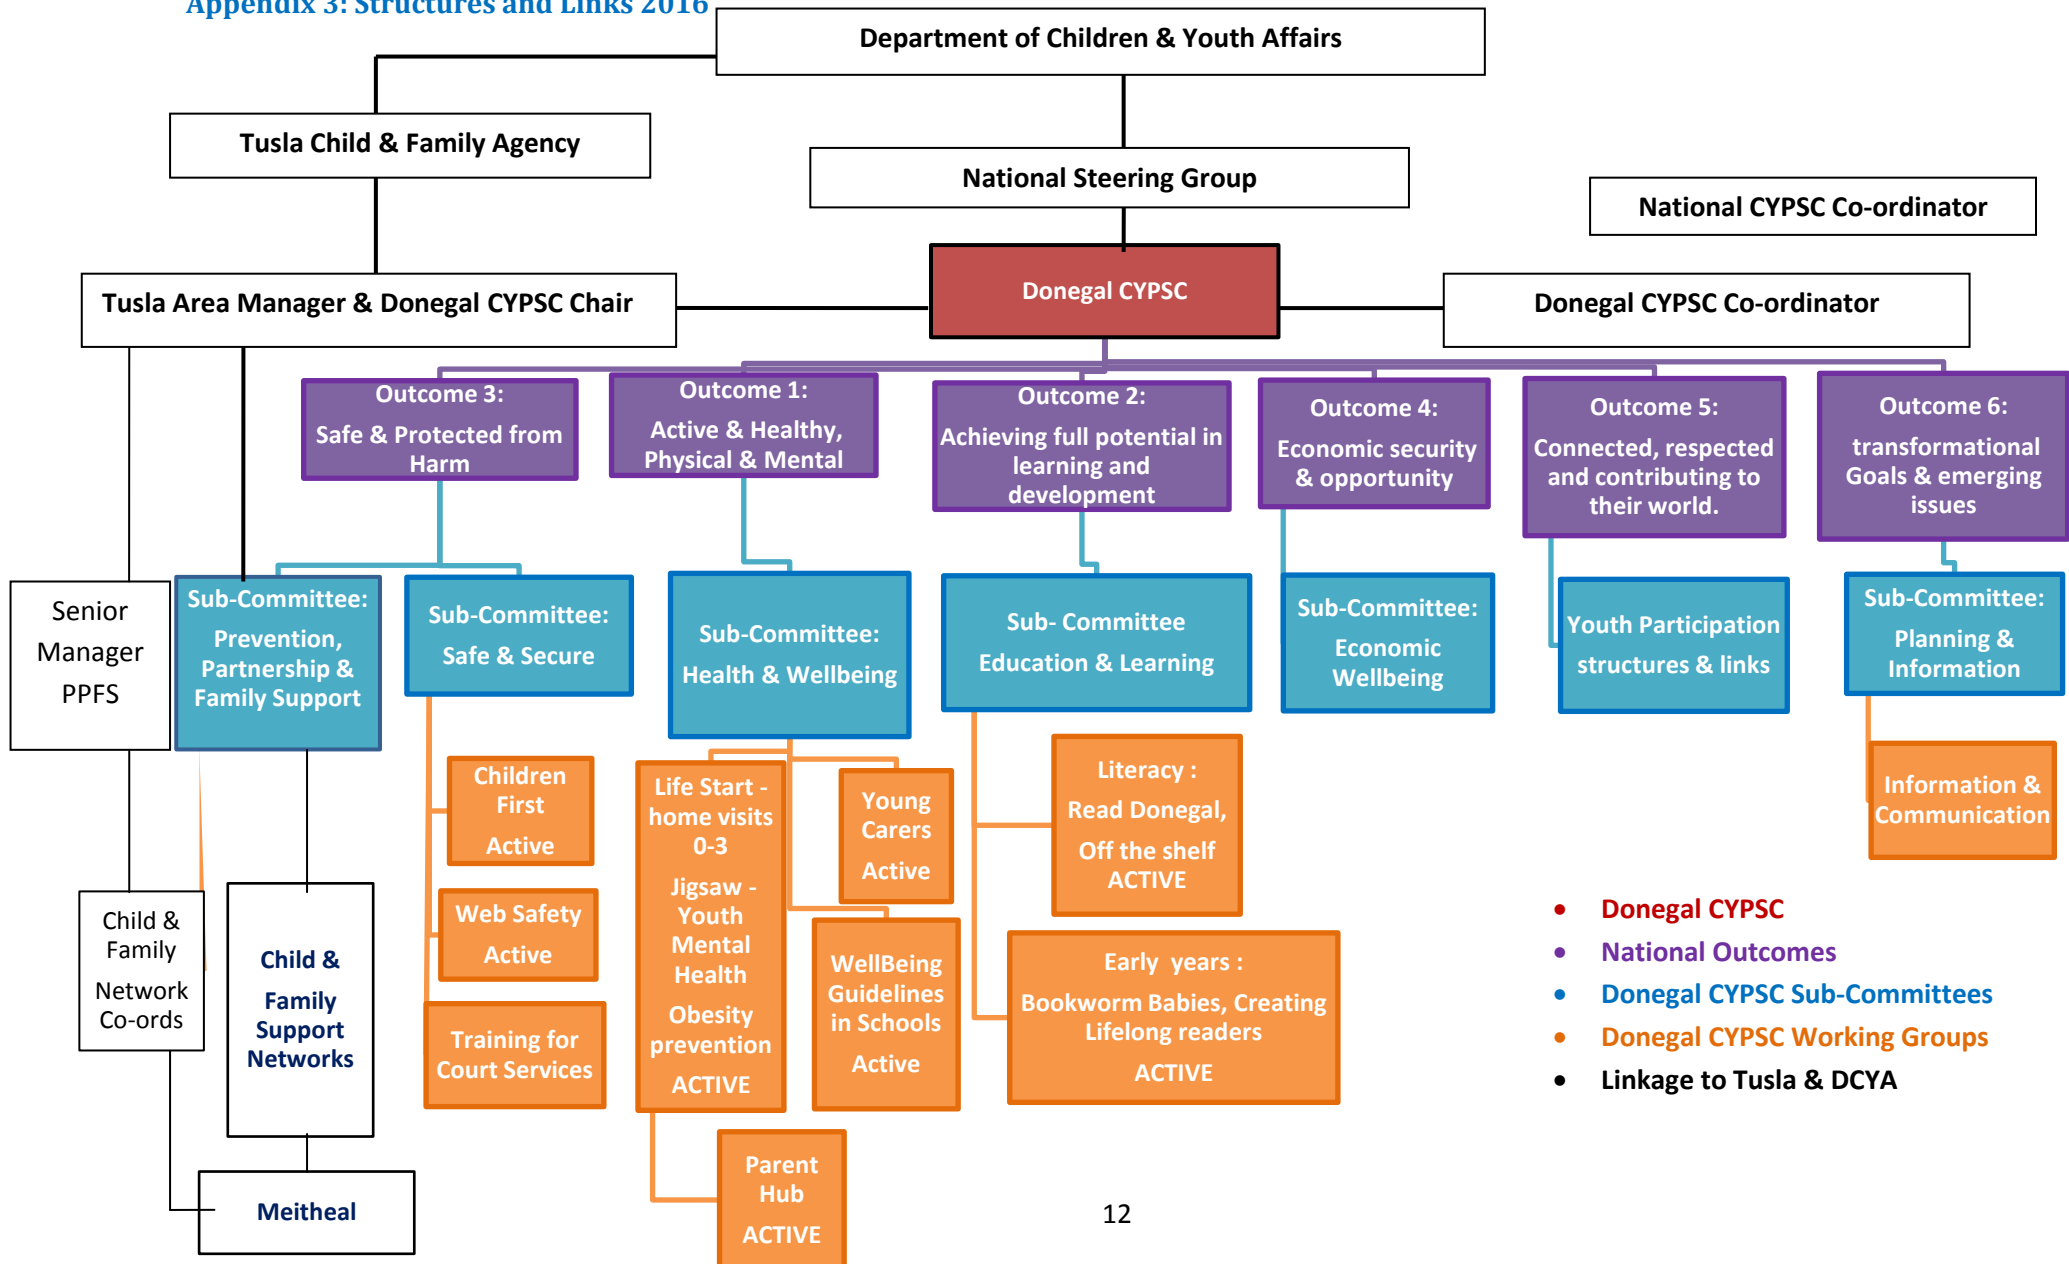 Appendix 3: Structures and Links 2016
Department of Children & Youth Affairs
Tusla Child & Family Agency
National Steering Group
National CYPSC Co-ordinator
Tusla Area Manager & Donegal CYPSC Chair
Donegal CYPSC
Donegal CYPSC Co-ordinator
Outcome 3:
Safe & Protected from
Harm
Outcome 1:
Active & Healthy,
Physical & Mental
Outcome 2:
Achieving full potential in
learning and
development
Outcome 4:
Economic security
& opportunity
Outcome 5:
Connected, respected
and contributing to
their world.
Outcome 6:
transformational
Goals & emerging
issues
Senior
Manager
PPFS
Sub-Committee:
Prevention,
Partnership &
Family Support
Sub-Committee:
Safe & Secure
Sub-Committee:
Health & Wellbeing
Sub- Committee
Education & Learning
Sub-Committee:
Economic
Wellbeing
Youth Participation
structures & links
Sub-Committee:
Planning &
Information
Children
First
Active
Life Start -
home visits
0-3
Jigsaw -
Youth
Mental
Health
Obesity
prevention
ACTIVE
Young
Carers
Active
Literacy :
Read Donegal,
Off the shelf
ACTIVE
Information &
Communication
Child &
Family
Network
Co-ords
Child &
Family
Support
Networks
Web Safety
Active
WellBeing
Guidelines
in Schools
Active
Early years :
Bookworm Babies, Creating
Lifelong readers
ACTIVE
Training for
Court Services
• Donegal CYPSC
• National Outcomes
• Donegal CYPSC Sub-Committees
• Donegal CYPSC Working Groups
• Linkage to Tusla & DCYA
Meitheal
Parent
Hub
ACTIVE
12